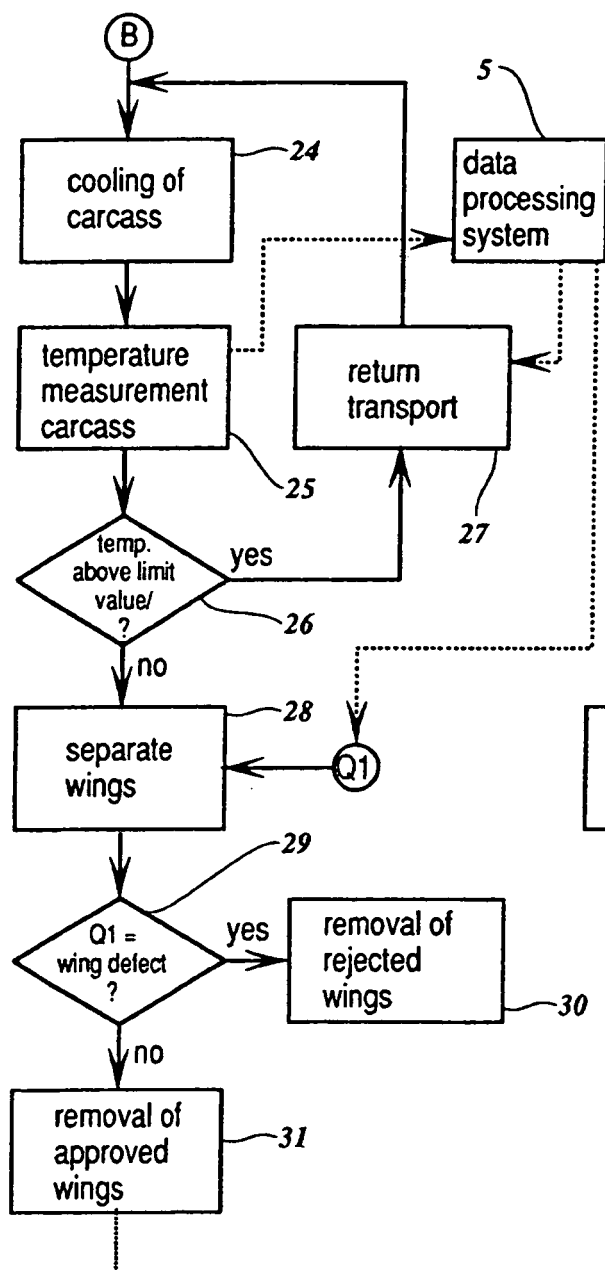 B
5
24
cooling of
carcass
data
processing
system
temperature
measurement
carcass
25
return
transport
27
temp.
above limit
value/
?
yes
26
no
28
separate
wings
Q1
29
Q1 =
wing defect
?
yes
removal of
rejected
wings
30
no
removal of
approved
wings
31